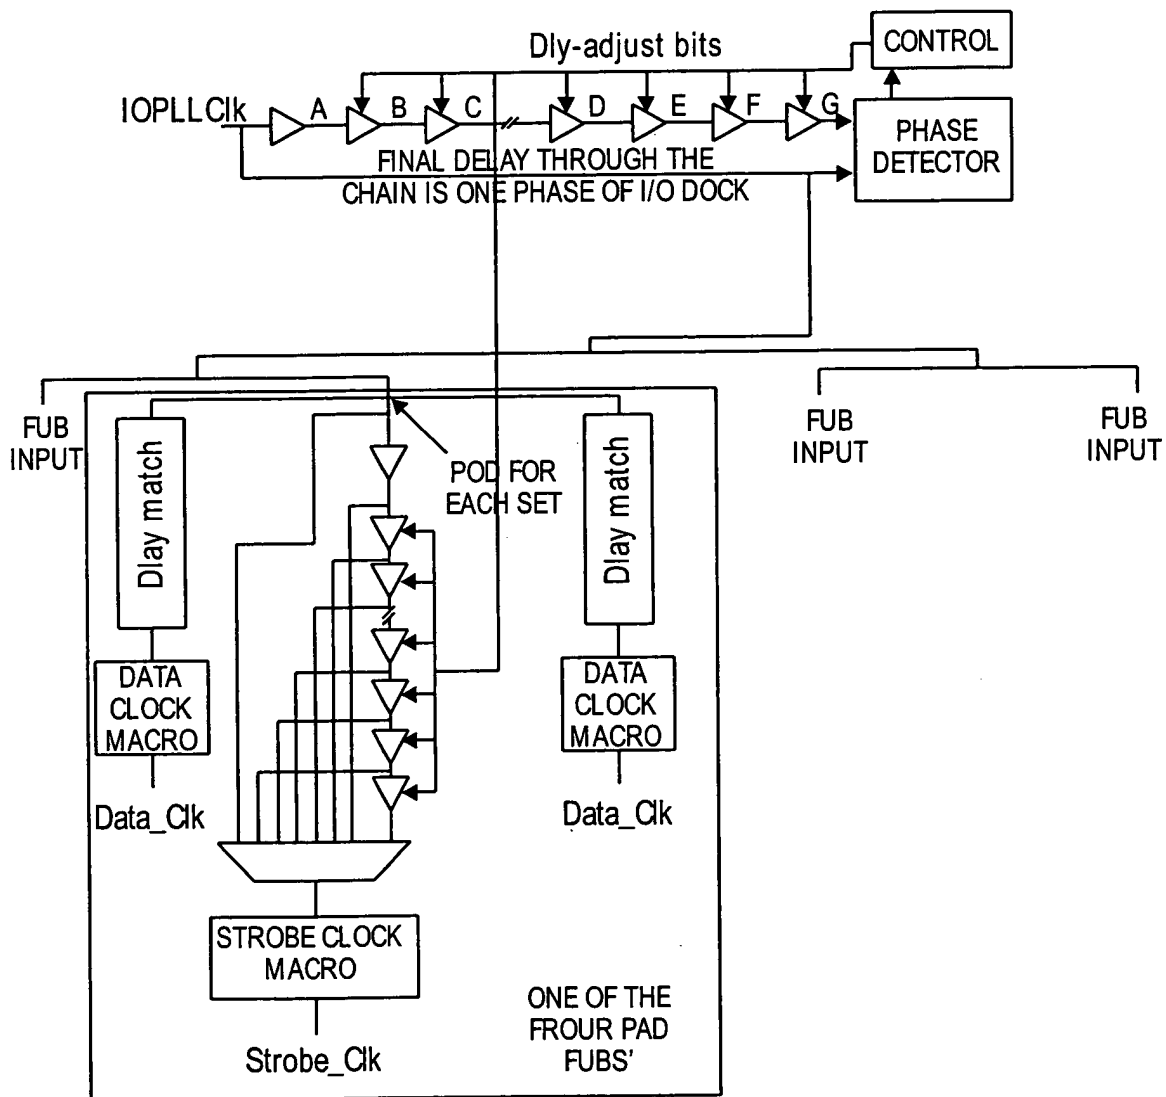 Dly-adjust bits
CONTROL
IOPLLClk
A
B
C
D
E
F
G
PHASE
DETECTOR
FINAL DELAY THROUGH THE
CHAIN IS ONE PHASE OF I/O DOCK
FUB
INPUT
FUB
INPUT
FUB
INPUT
POD FOR
EACH SET
Dlay match
Dlay match
DATA
CLOCK
MACRO
DATA
CLOCK
MACRO
Data_Clk
Data_Clk
STROBE CLOCK
MACRO
Strobe_Clk
ONE OF THE
FROUR PAD
FUBS'